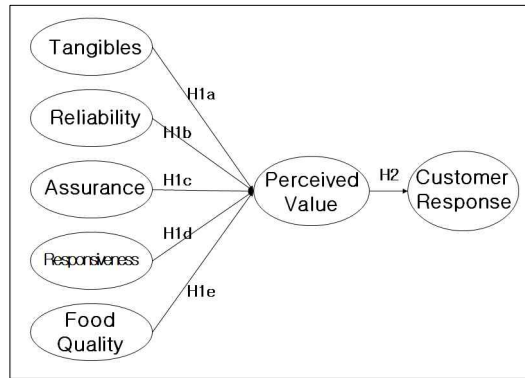 Tangibles
H1a
Reliability
H1b
Assurance
H1c
Perceived
Value
H2
Customer
Response
Responsiveness
H1d
H1e
Food
Quality